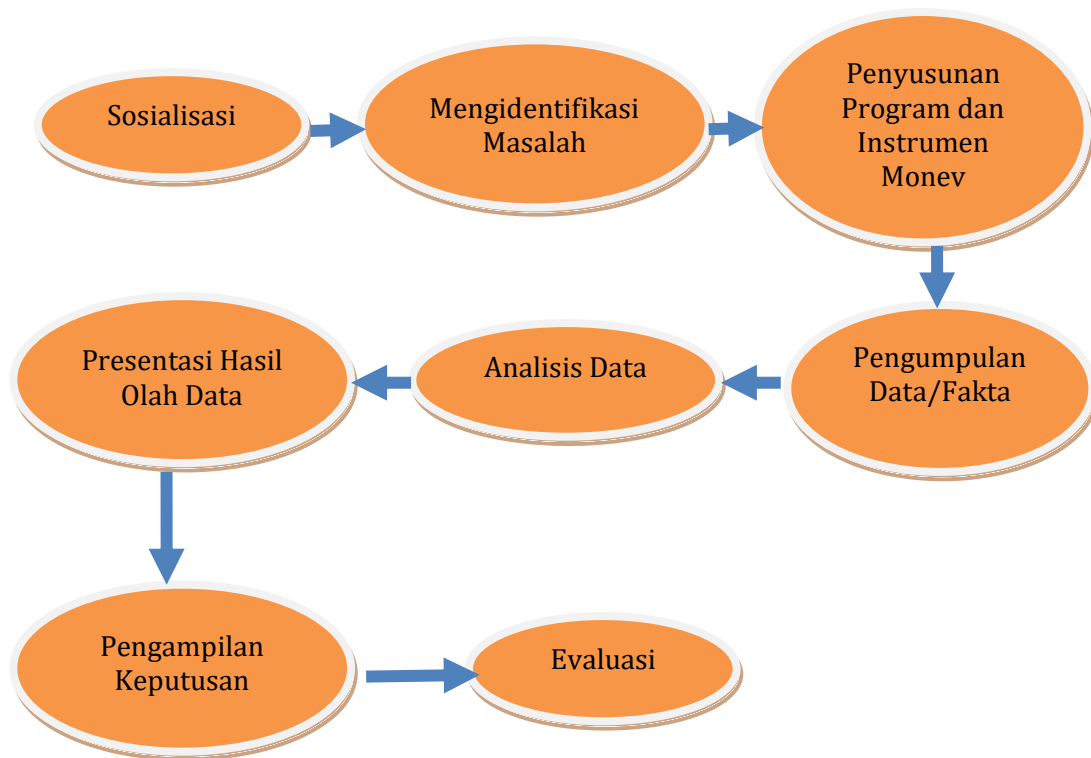 Sosialisasi
Mengidentifikasi
Masalah
Penyusunan
Program dan
Instrumen
Monev
Pengumpulan
Data/Fakta
Analisis Data
Presentasi Hasil
Olah Data
Pengampilan
Keputusan
Evaluasi